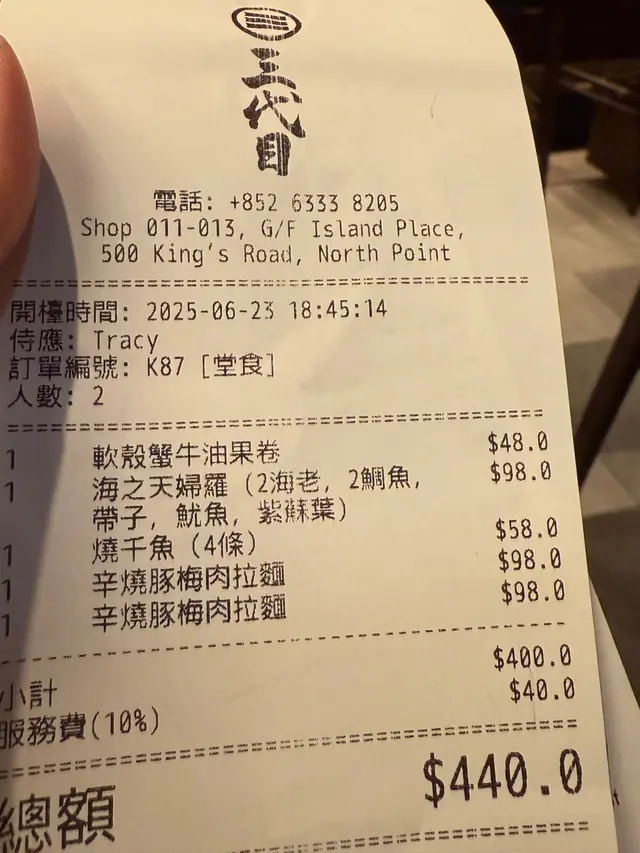 三代目
電話: +852 6333 8205
Shop 011-013, G/F Island Place,
500 King's Road, North Point
開檯時間: 2025-06-23 18:45:14
侍應: Tracy
訂單編號: K87 [堂食]
人數: 2
1 軟殼蟹牛油果卷 $48.0
1 海之天婦羅 (2海老, 2鯛魚, $98.0
帶子, 魷魚, 紫蘇葉)
1 燒千魚 (4條) $58.0
1 辛燒豚梅肉拉麵 $98.0
1 辛燒豚梅肉拉麵 $98.0
小計 $400.0
服務費(10%) $40.0
總額 $440.0